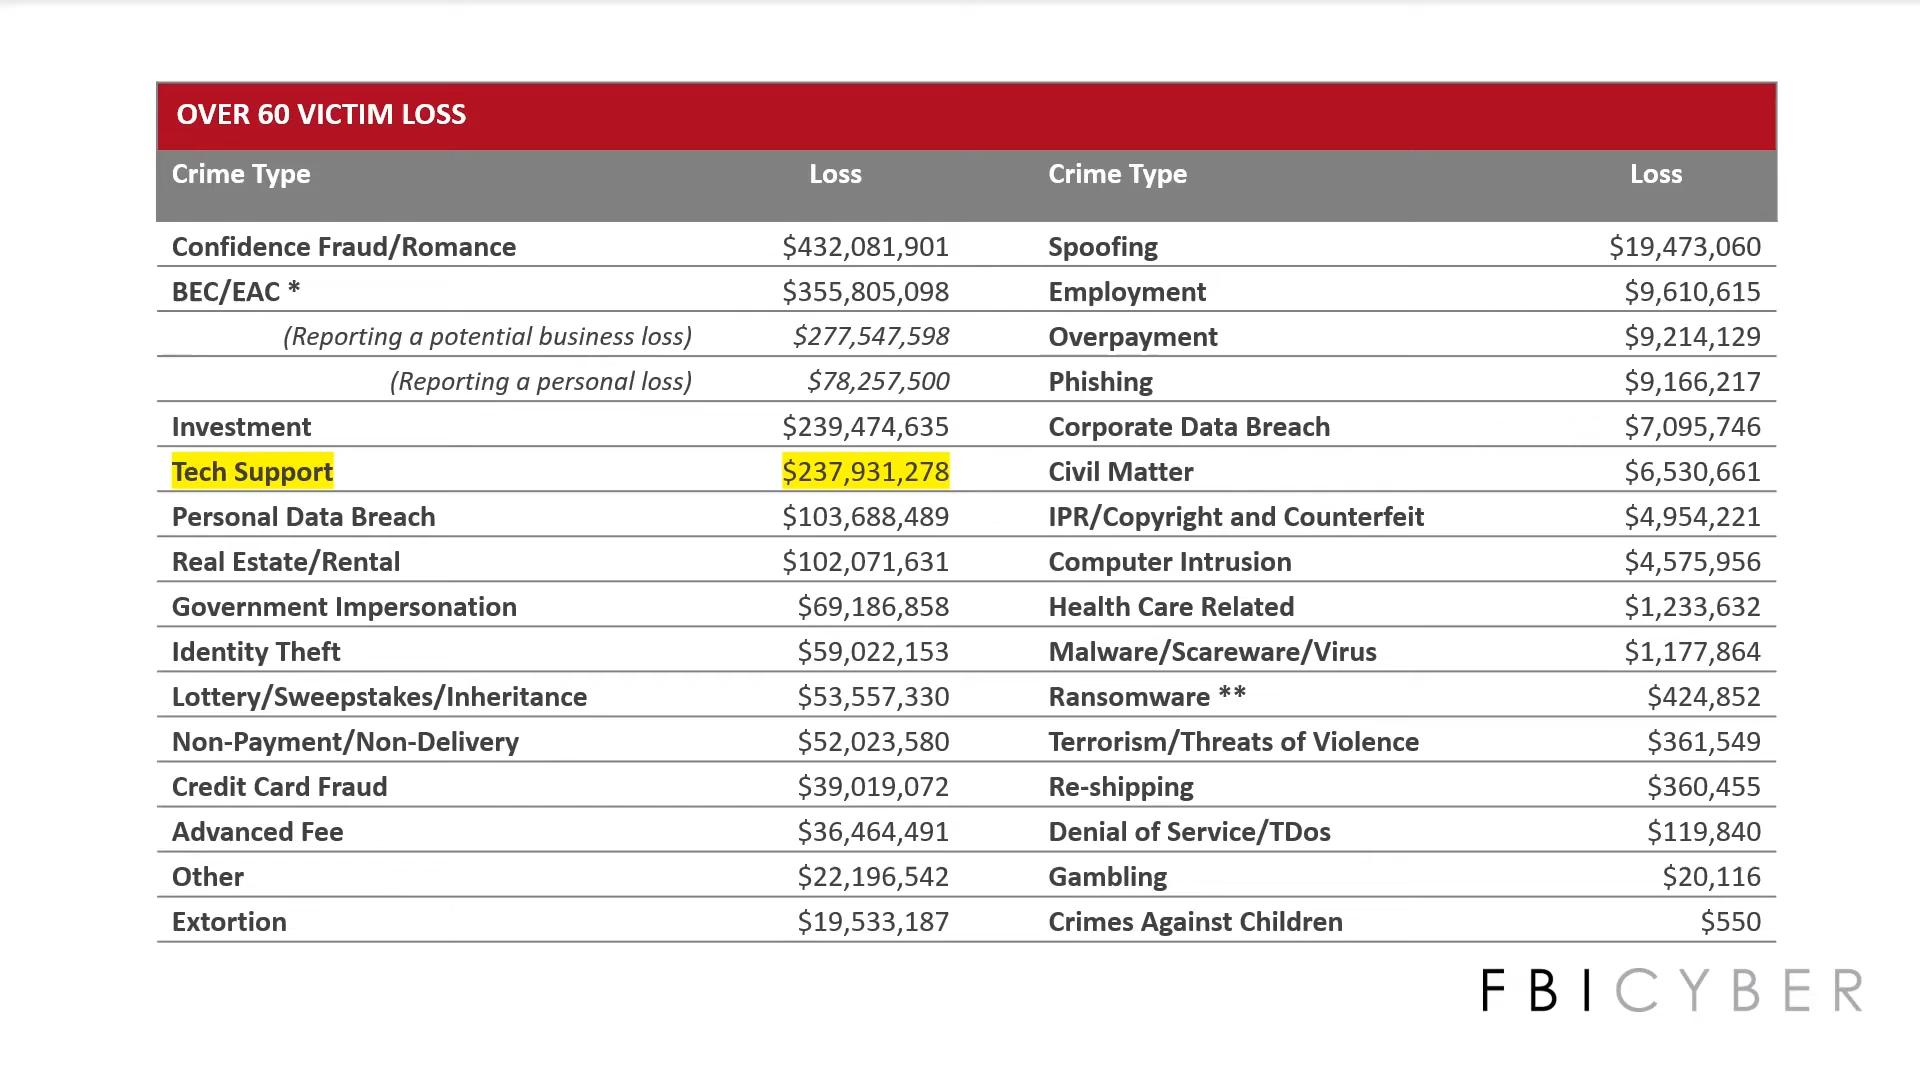 OVER 60 VICTIM LOSS
Crime Type Loss Crime Type Loss
Confidence Fraud/Romance $432,081,901 Spoofing $19,473,060
BEC/EAC * $355,805,098 Employment $9,610,615
(Reporting a potential business loss) $277,547,598 Overpayment $9,214,129
(Reporting a personal loss) $78,257,500 Phishing $9,166,217
Investment $239,474,635 Corporate Data Breach $7,095,746
Tech Support $237,931,278 Civil Matter $6,530,661
Personal Data Breach $103,688,489 IPR/Copyright and Counterfeit $4,954,221
Real Estate/Rental $102,071,631 Computer Intrusion $4,575,956
Government Impersonation $69,186,858 Health Care Related $1,233,632
Identity Theft $59,022,153 Malware/Scareware/Virus $1,177,864
Lottery/Sweepstakes/Inheritance $53,557,330 Ransomware ** $424,852
Non-Payment/Non-Delivery $52,023,580 Terrorism/Threats of Violence $361,549
Credit Card Fraud $39,019,072 Re-shipping $360,455
Advanced Fee $36,464,491 Denial of Service/TDos $119,840
Other $22,196,542 Gambling $20,116
Extortion $19,533,187 Crimes Against Children $550
FBICYBER